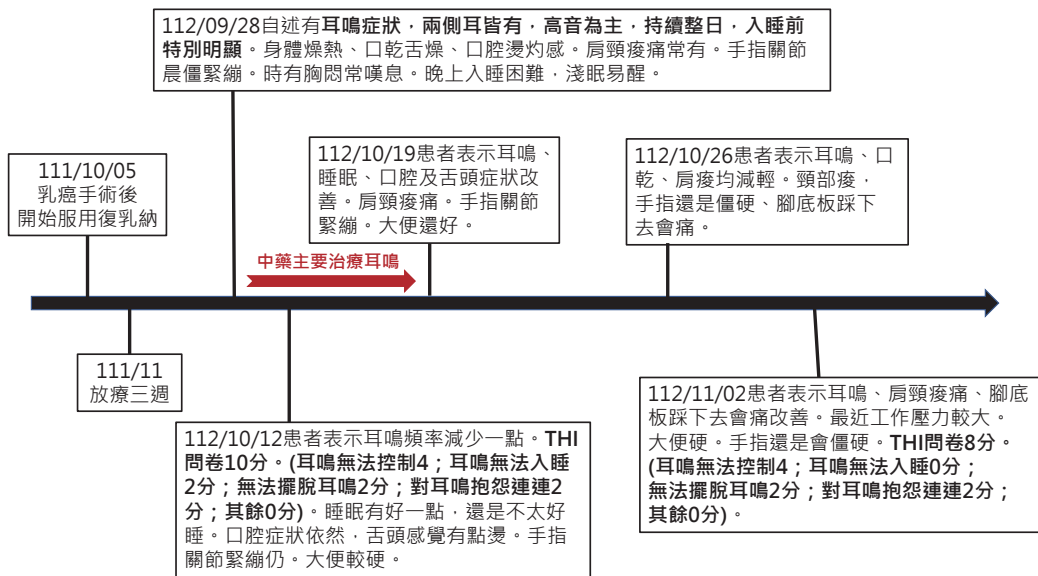 112/09/28自述有耳鳴症狀，兩側耳皆有，高音為主，持續整日，入睡前
特別明顯。身體燥熱、口乾舌燥、口腔燙灼感。肩頸痠痛常有。手指關節
晨僵緊繃。時有胸悶常嘆息。晚上入睡困難，淺眠易醒。
111/10/05
乳癌手術後
開始服用復乳納
112/10/19患者表示耳鳴、
睡眠、口腔及舌頭症狀改
善。肩頸痠痛。手指關節
緊繃。大便還好。
112/10/26患者表示耳鳴、口
乾、肩痠均減輕。頸部痠，
手指還是僵硬、腳底板踩下
去會痛。
中藥主要治療耳鳴
111/11
放療三週
112/10/12患者表示耳鳴頻率減少一點。THI
問卷10分。(耳鳴無法控制4；耳鳴無法入睡
2分；無法擺脫耳鳴2分；對耳鳴抱怨連連2
分；其餘0分)。睡眠有好一點，還是不太好
睡。口腔症狀依然，舌頭感覺有點燙。手指
關節緊繃仍。大便較硬。
112/11/02患者表示耳鳴、肩頸痠痛、腳底
板踩下去會痛改善。最近工作壓力較大。
大便硬。手指還是會僵硬。THI問卷8分。
(耳鳴無法控制4；耳鳴無法入睡0分；
無法擺脫耳鳴2分；對耳鳴抱怨連連2分；
其餘0分)。